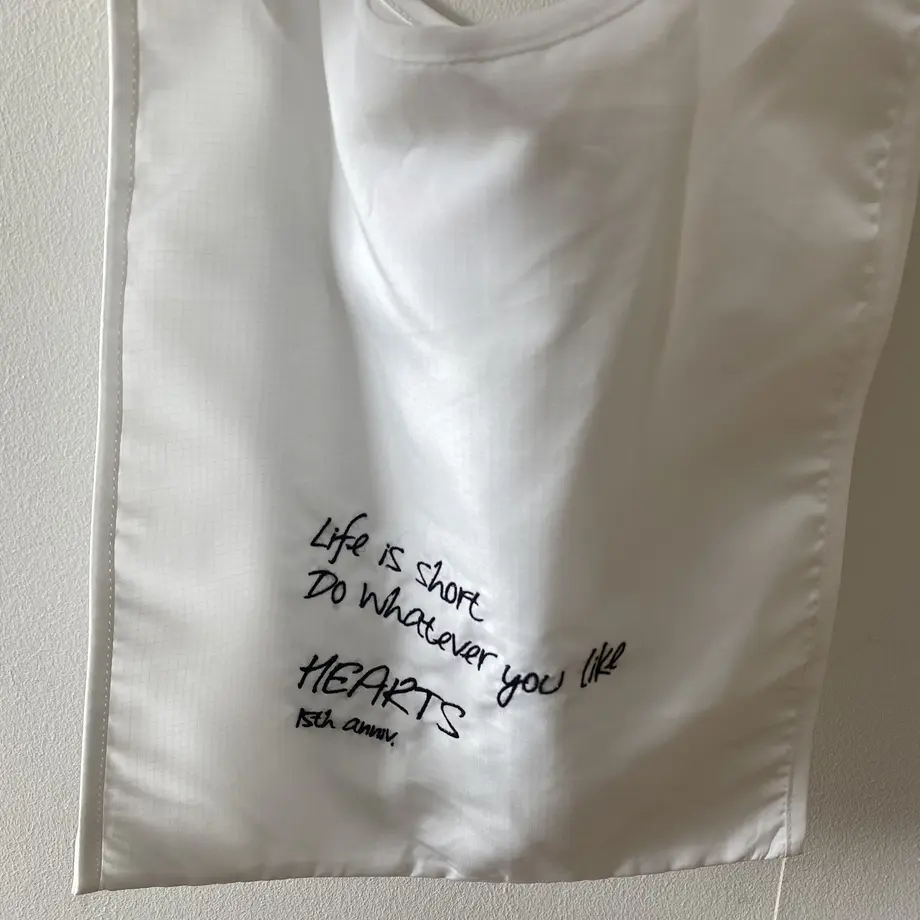 Life is short
Do whatever you like
HEARTS
15th anniv.